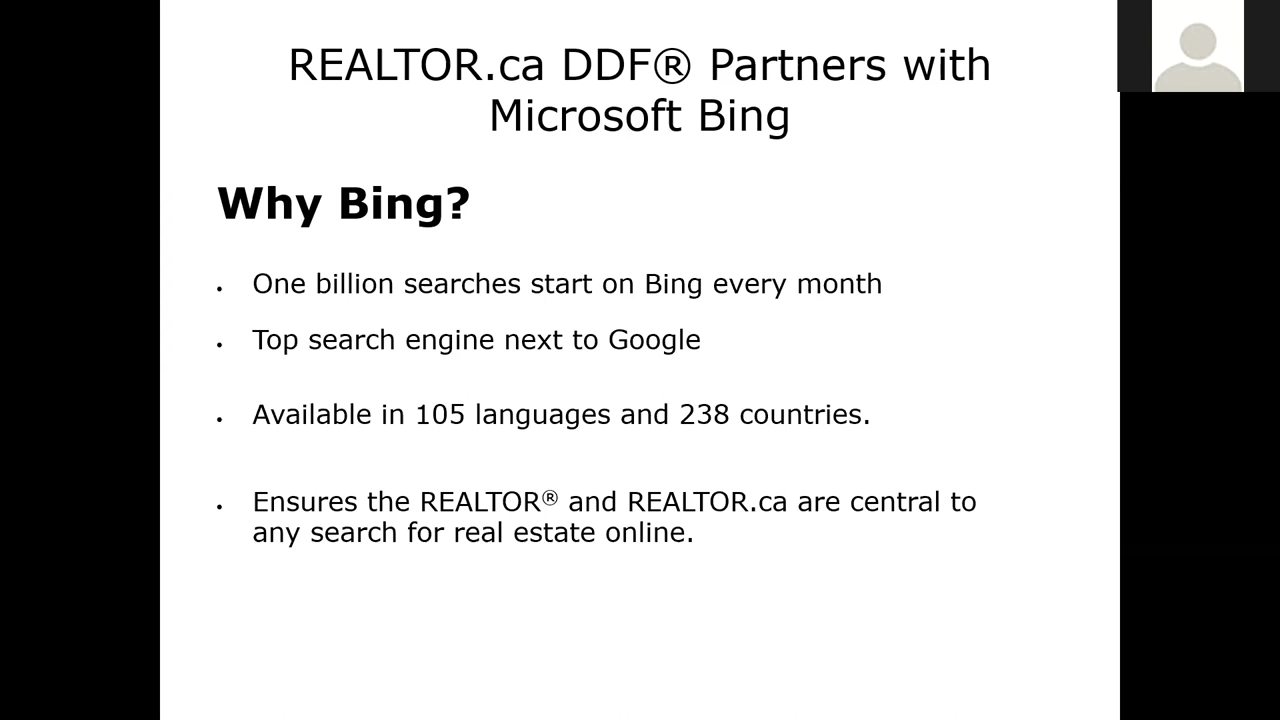 REALTOR.ca DDF® Partners with
Microsoft Bing
Why Bing?
• One billion searches start on Bing every month
• Top search engine next to Google
• Available in 105 languages and 238 countries.
• Ensures the REALTOR® and REALTOR.ca are central to
any search for real estate online.